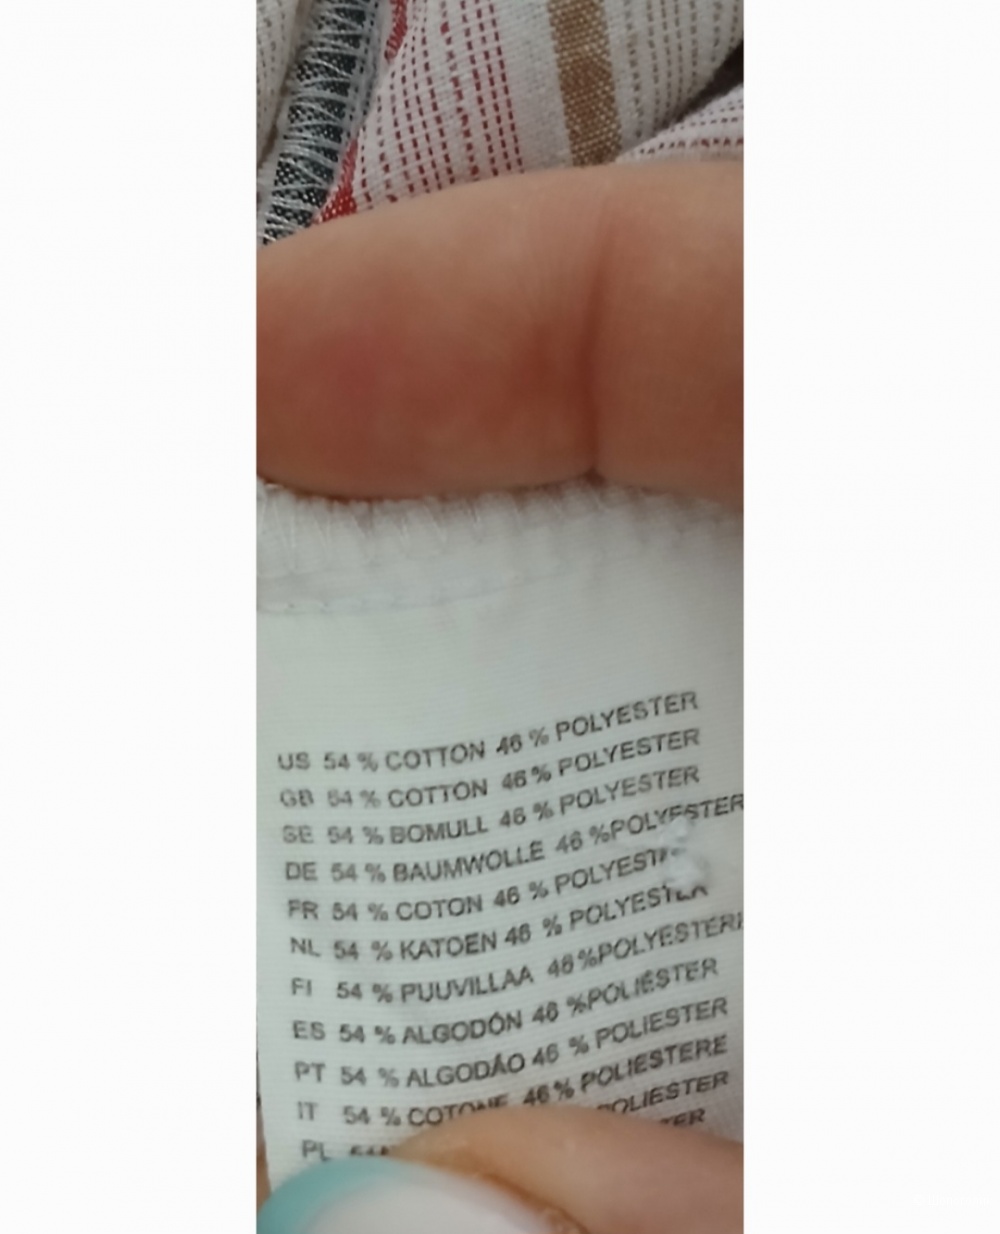 US 54 % COTTON 46 % POLYESTER
GB 54 % COTTON 46 % POLYESTER
SE 54 % BOMULL 46 % POLYESTER
DE 54 % BAUMWOLLE 46 %POLYESTER
FR 54 % COTON 46 %
NL 54 % KATOEN 46 % POLYESTER
FI 54 % PUUVILLAA 46%POLYESTERI
ES 54 % ALGODÓN 46 %POLIÉSTER
PT 54 % ALGODÃO 46 % POLIESTER
IT 54 % COTONE 46% POLIESTERE
PL